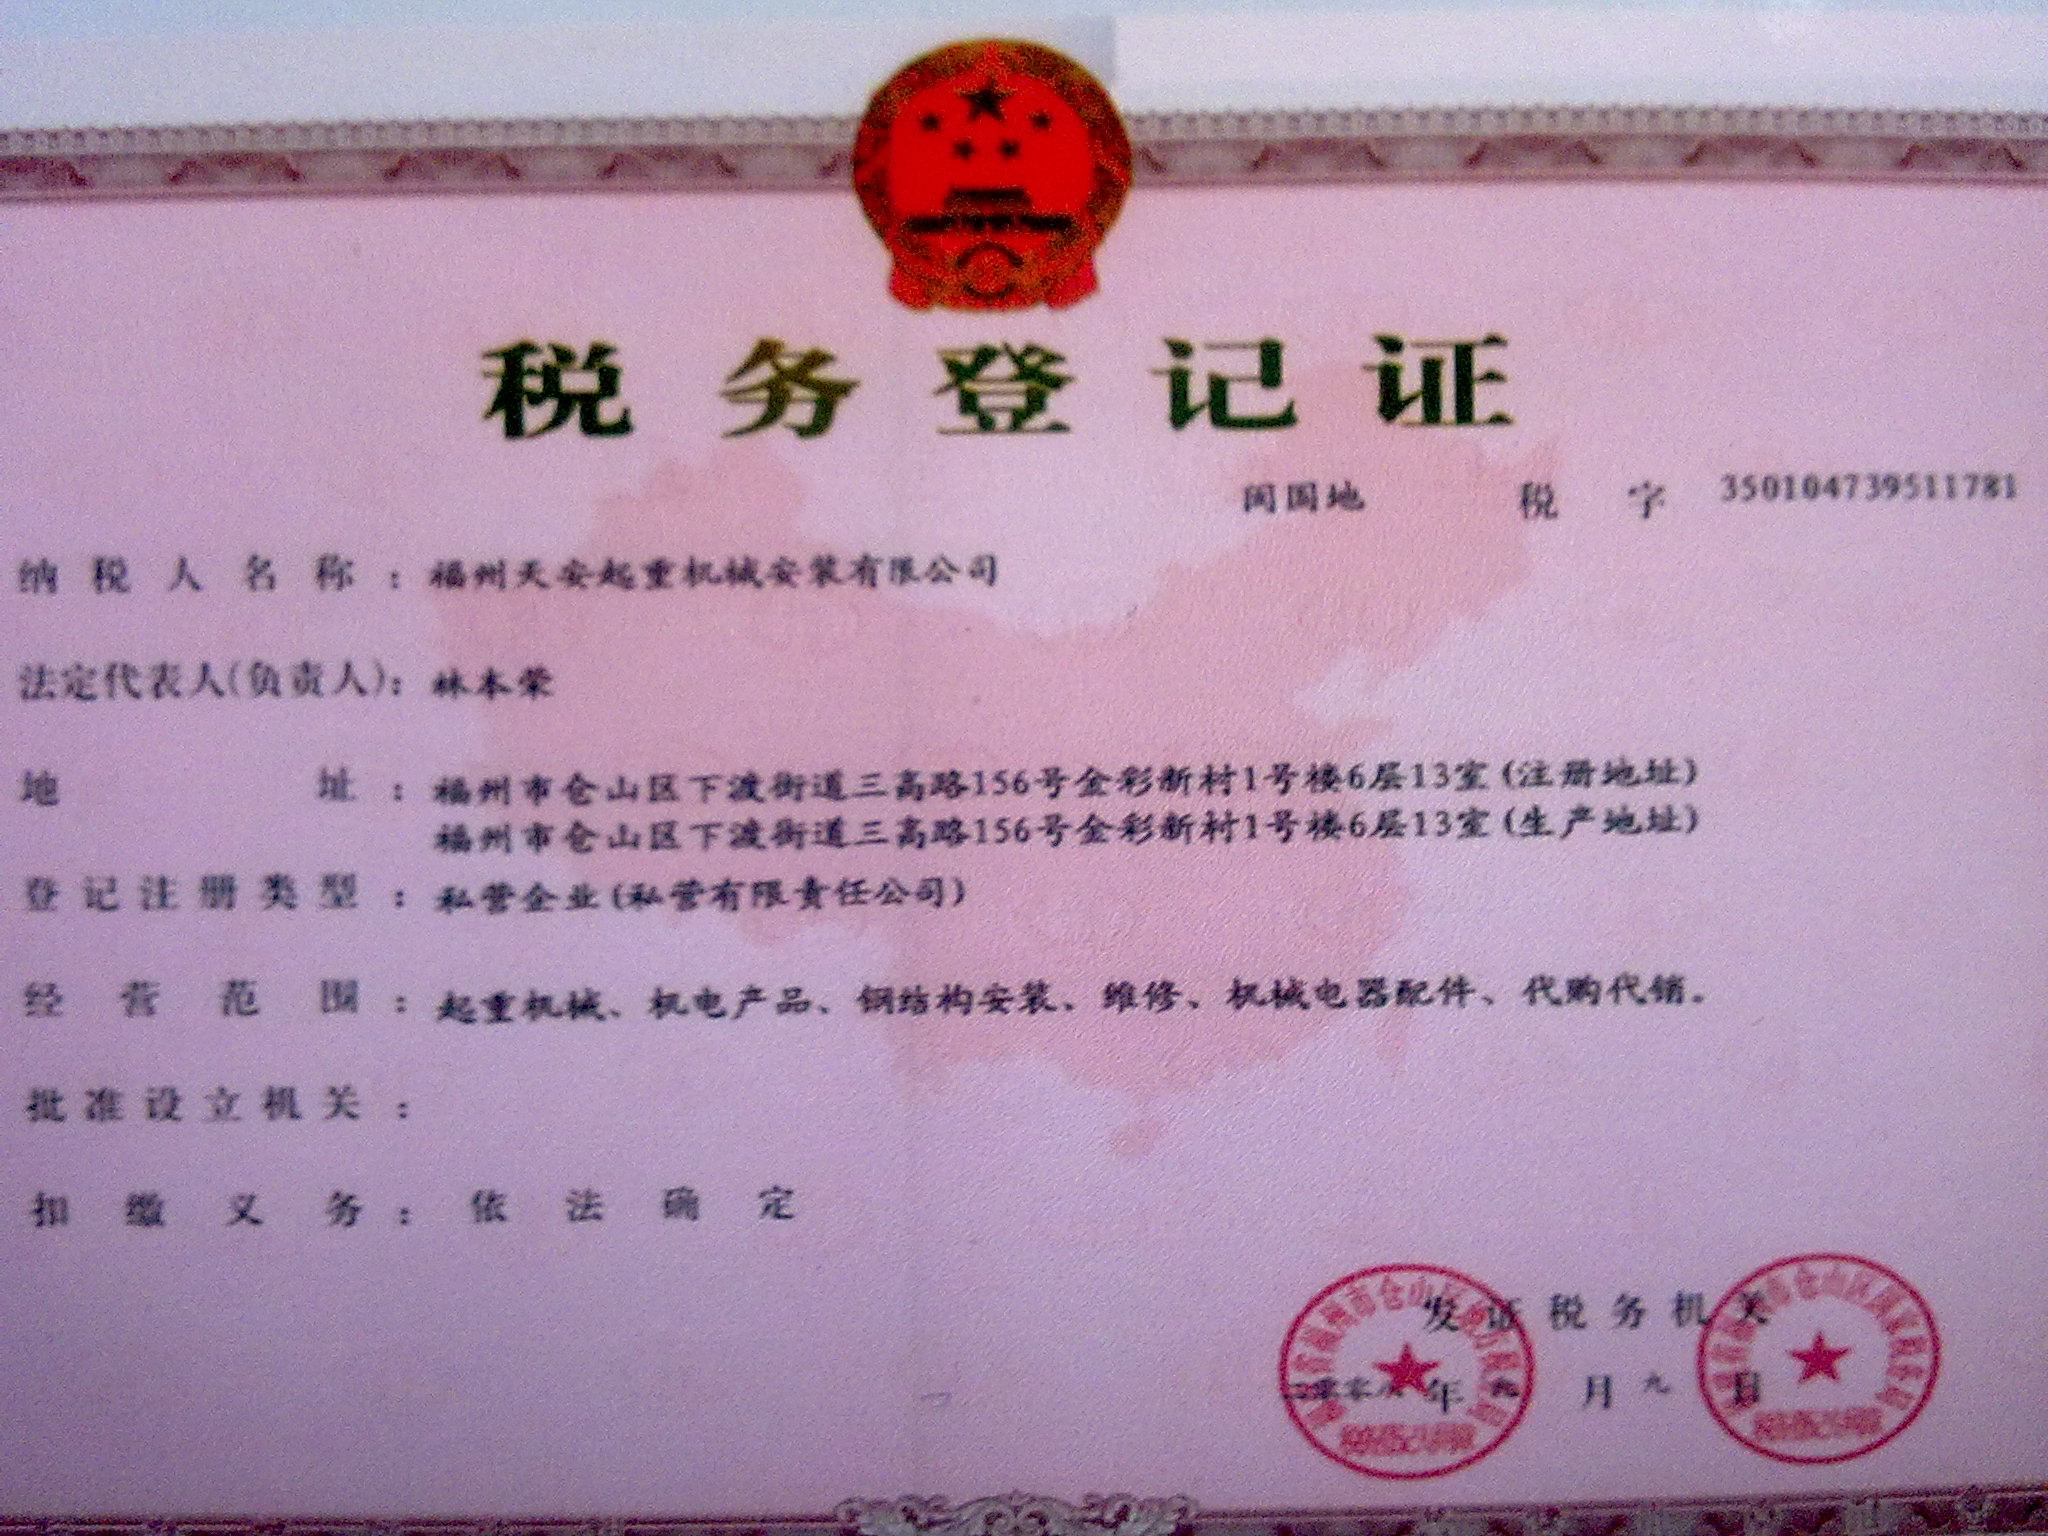 税务登记证
闽国地 税 字 350104739511781
纳税人名称：福州天安起重机械安装有限公司
法定代表人(负责人)：林本荣
地址：福州市仓山区下渡街道三高路156号金彩新村1号楼6层13室(注册地址)
福州市仓山区下渡街道三高路156号金彩新村1号楼6层13室(生产地址)
登记注册类型：私营企业(私营有限责任公司)
经营范围：起重机械、机电产品、钢结构安装、维修、机械电器配件、代购代销。
批准设立机关：
扣缴义务：依法确定
发证税务机关
年 月 九 日